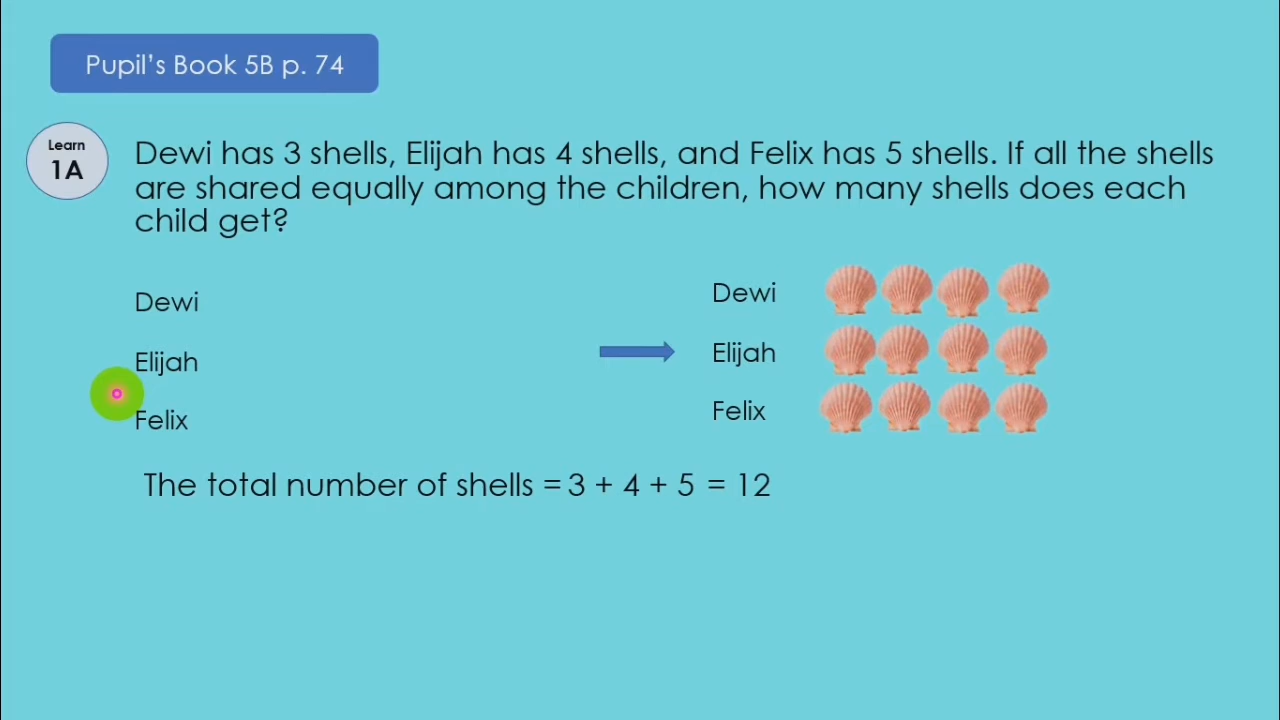 Pupil's Book 5B p. 74
Learn
1A
Dewi has 3 shells, Elijah has 4 shells, and Felix has 5 shells. If all the shells
are shared equally among the children, how many shells does each
child get?
Dewi
Elijah
Felix
Dewi
Elijah
Felix
The total number of shells = 3 + 4 + 5 = 12